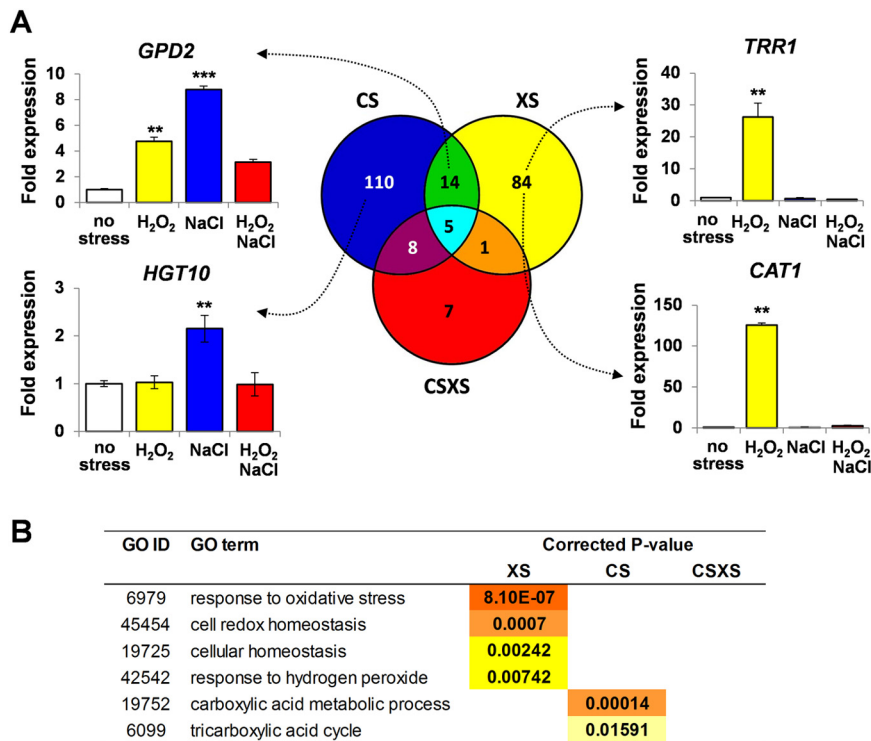 A
GPD2
Fold expression
10
8
6
4
2
0
**
***
no stress
H₂O₂
NaCl
H₂O₂ NaCl
HGT10
Fold expression
3
2
1
0
**
no stress
H₂O₂
NaCl
H₂O₂ NaCl
CS
XS
CSXS
110
14
84
5
8
1
7
TRR1
Fold expression
40
30
20
10
0
**
no stress
H₂O₂
NaCl
H₂O₂ NaCl
CAT1
Fold expression
150
100
50
0
**
no stress
H₂O₂
NaCl
H₂O₂ NaCl
B
GO ID GO term Corrected P-value
XS CS CSXS
6979 response to oxidative stress 8.10E-07
45454 cell redox homeostasis 0.0007
19725 cellular homeostasis 0.00242
42542 response to hydrogen peroxide 0.00742
19752 carboxylic acid metabolic process 0.00014
6099 tricarboxylic acid cycle 0.01591